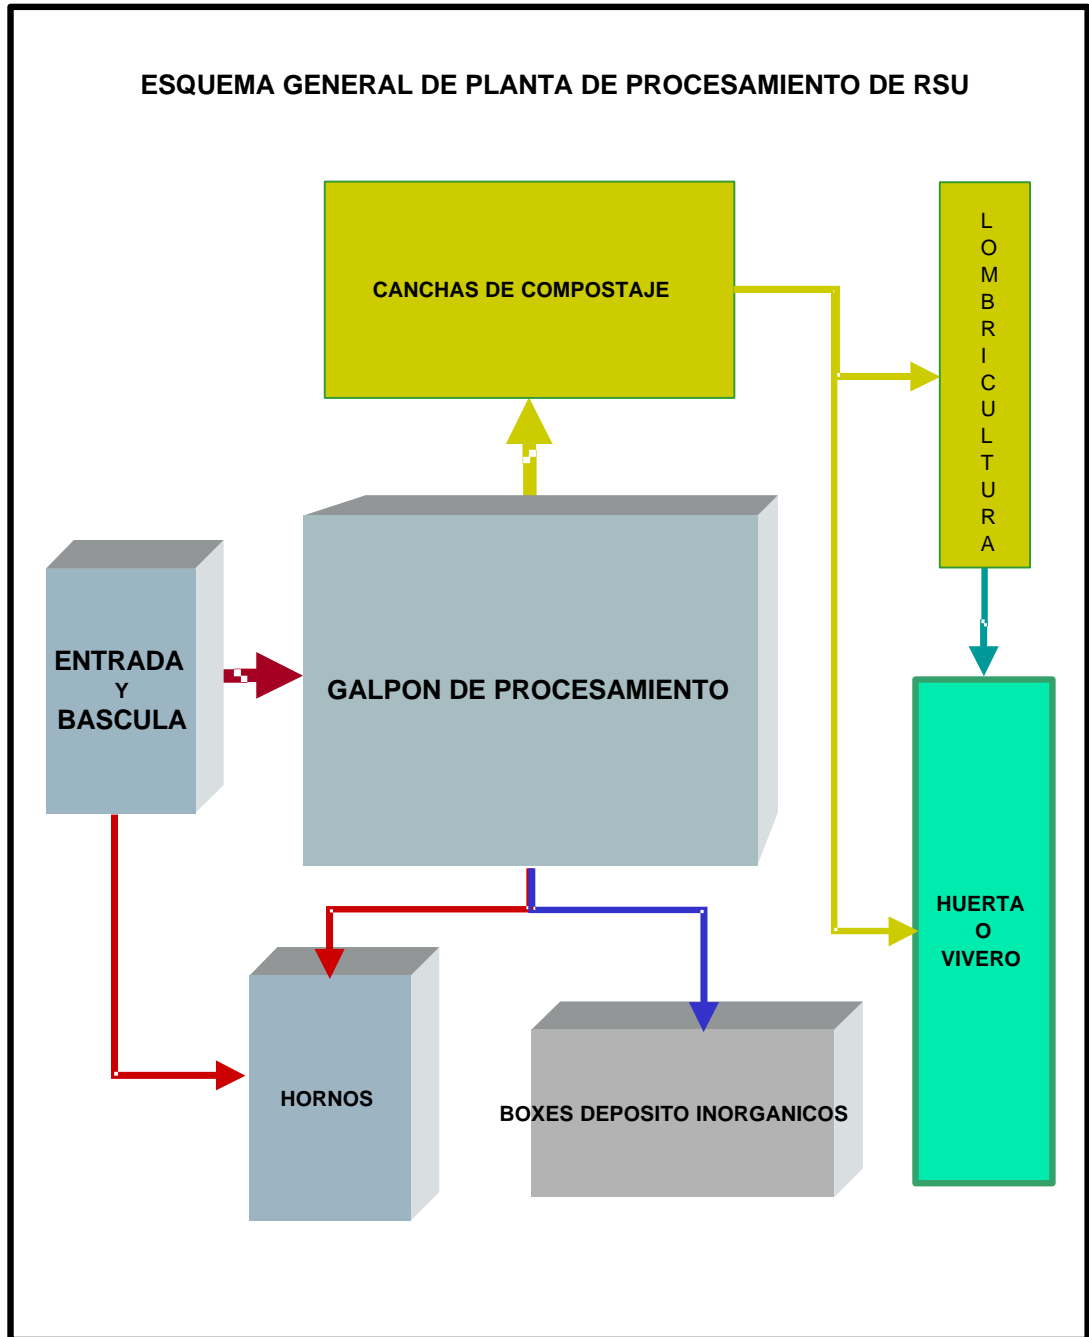 ESQUEMA GENERAL DE PLANTA DE PROCESAMIENTO DE RSU
CANCHAS DE COMPOSTAJE
LOMBRICULTURA
ENTRADA
Y
BASCULA
GALPON DE PROCESAMIENTO
HUERTA
O
VIVERO
HORNOS
BOXES DEPOSITO INORGANICOS